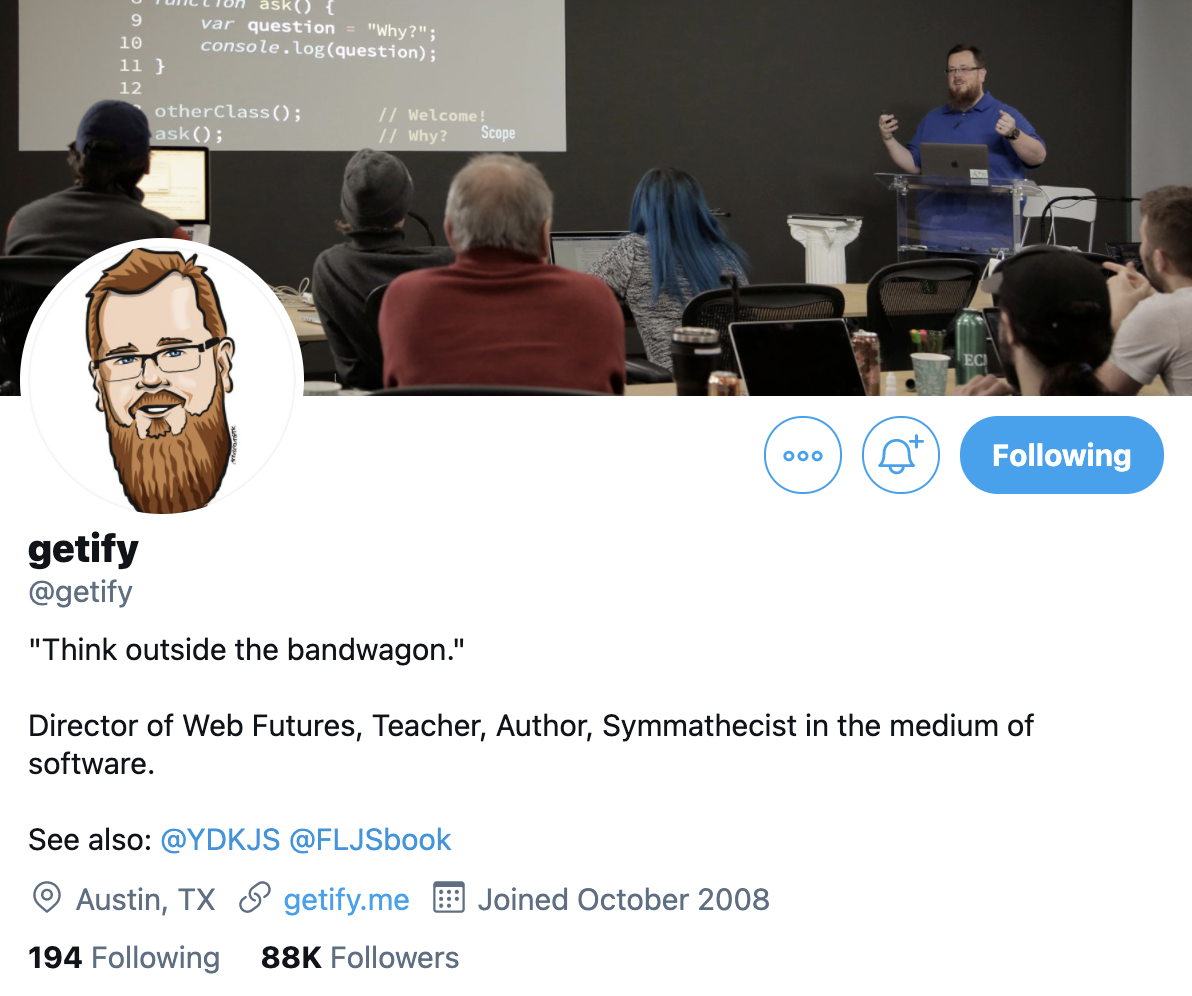 function ask() {
9 var question = "Why?";
10 console.log(question);
11 }
12
otherClass(); // Welcome!
ask(); // Why?
Scope
getify
@getify
"Think outside the bandwagon."
Director of Web Futures, Teacher, Author, Symmathecist in the medium of
software.
See also: @YDKJS @FLJSbook
Austin, TX getify.me Joined October 2008
194 Following 88K Followers
Following